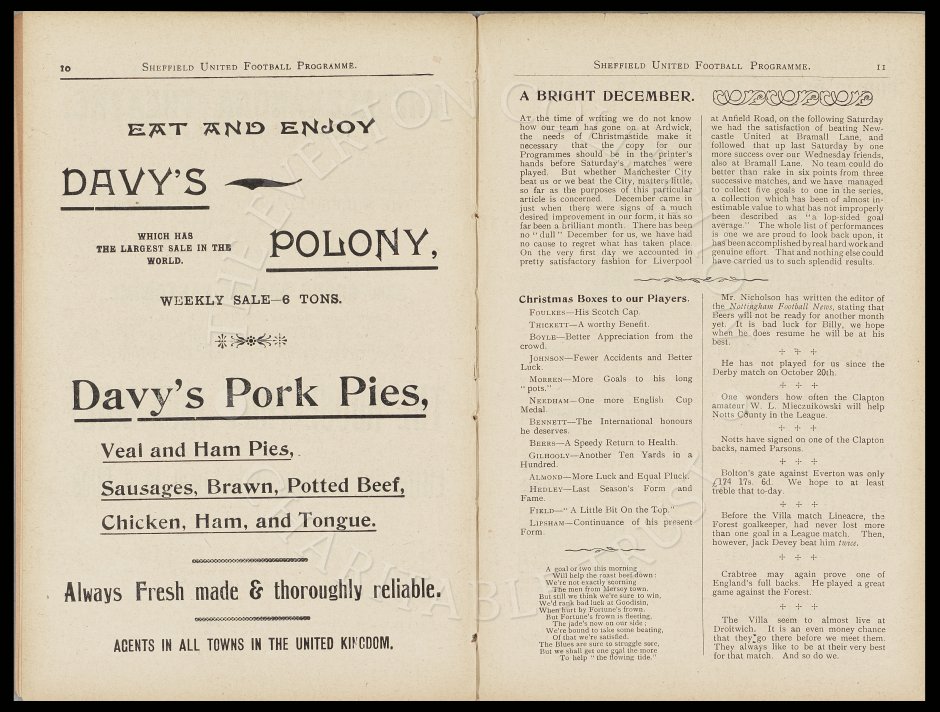 10
SHEFFIELD UNITED FOOTBALL PROGRAMME.
EAT AND ENJOY
DAVY'S
WHICH HAS
THE LARGEST SALE IN THE
WORLD.
POLONY,
WEEKLY SALE—6 TONS.
Davy's Pork Pies,
Veal and Ham Pies,
Sausages, Brawn, Potted Beef,
Chicken, Ham, and Tongue.
Always Fresh made & thoroughly reliable.
AGENTS IN ALL TOWNS IN THE UNITED KINGDOM.
SHEFFIELD UNITED FOOTBALL PROGRAMME.
11
A BRIGHT DECEMBER.
AT the time of writing we do not know
how our team has gone on at Ardwick,
the needs of Christmastide make it
necessary that the copy for our
Programmes should be in the printer's
hands before Saturday's matches were
played. But whether Manchester City
beat us or we beat the City, matters little,
so far as the purposes of this particular
article is concerned. December came in
just when there were signs of a much
desired improvement in our form, it has so
far been a brilliant month. There has been
no "dull" December for us, we have had
no cause to regret what has taken place.
On the very first day we accounted in
pretty satisfactory fashion for Liverpool
at Anfield Road, on the following Saturday
we had the satisfaction of beating New-
castle United at Bramall Lane, and
followed that up last Saturday by one
more success over our Wednesday friends,
also at Bramall Lane. No team could do
better than rake in six points from three
successive matches, and we have managed
to collect five goals to one in the series,
a collection which has been of almost in-
estimable value to what has not improperly
been described as "a lop-sided goal
average." The whole list of performances
is one we are proud to look back upon, it
has been accomplished by real hard work and
genuine effort. That and nothing else could
have carried us to such splendid results.
Christmas Boxes to our Players.
FOULKES—His Scotch Cap.
THICKETT—A worthy Benefit.
BOYLE—Better Appreciation from the
crowd.
JOHNSON—Fewer Accidents and Better
Luck.
MORREN—More Goals to his long
"pots."
NEEDHAM—One more English Cup
Medal.
BENNETT—The International honours
he deserves.
BEERS—A Speedy Return to Health.
GILHOOLY—Another Ten Yards in a
Hundred.
ALMOND—More Luck and Equal Pluck.
HEDLEY—Last Season's Form and
Fame.
FIELD—"A Little Bit On the Top."
LIPSHAM—Continuance of his present
Form.
A goal or two this morning
Will help the roast beef down:
We're not exactly scorning
The men from Mersey town.
But still we think we're sure to win,
We'd rank bad luck at Goodisin,
When hurt by Fortune's frown.
But Fortune's frown is fleeting,
The jade's now on our side;
We're bound to take some beating,
Of that we're satisfied.
The Blues are sure to struggle sore,
But we shall get one goal the more
To help "the flowing tide."
Mr. Nicholson has written the editor of
the Nottingham Football News, stating that
Beers will not be ready for another month
yet. It is bad luck for Billy, we hope
when he does resume he will be at his
best.
+ + +
He has not played for us since the
Derby match on October 20th.
+ + +
One wonders how often the Clapton
amateur W. L. Miecznikowski will help
Notts County in the League.
+ + +
Notts have signed on one of the Clapton
backs, named Parsons.
+ + +
Bolton's gate against Everton was only
£174 17s. 6d. We hope to at least
treble that to-day.
+ + +
Before the Villa match Lineacre, the
Forest goalkeeper, had never lost more
than one goal in a League match. Then,
however, Jack Devey beat him twice.
+ + +
Crabtree may again prove one of
England's full backs. He played a great
game against the Forest.
+ + +
The Villa seem to almost live at
Droitwich. It is an even money chance
that they go there before we meet them.
They always like to be at their very best
for that match. And so do we.
THE EVERTON COLLECTION
CHARITABLE TRUST